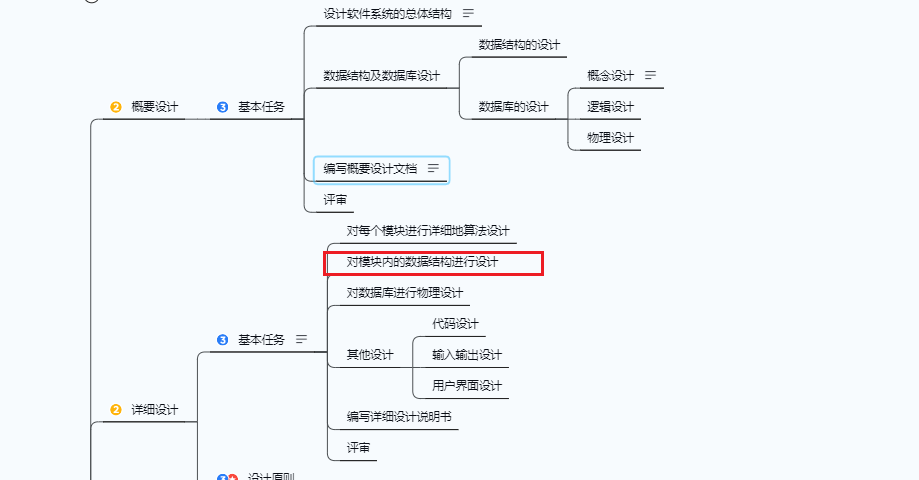 设计软件系统的总体结构
数据结构的设计
数据结构及数据库设计
概念设计
2 概要设计
3 基本任务
数据库的设计
逻辑设计
物理设计
编写概要设计文档
评审
对每个模块进行详细地算法设计
对模块内的数据结构进行设计
对数据库进行物理设计
代码设计
3 基本任务
其他设计
输入输出设计
用户界面设计
2 详细设计
编写详细设计说明书
评审
设计原则